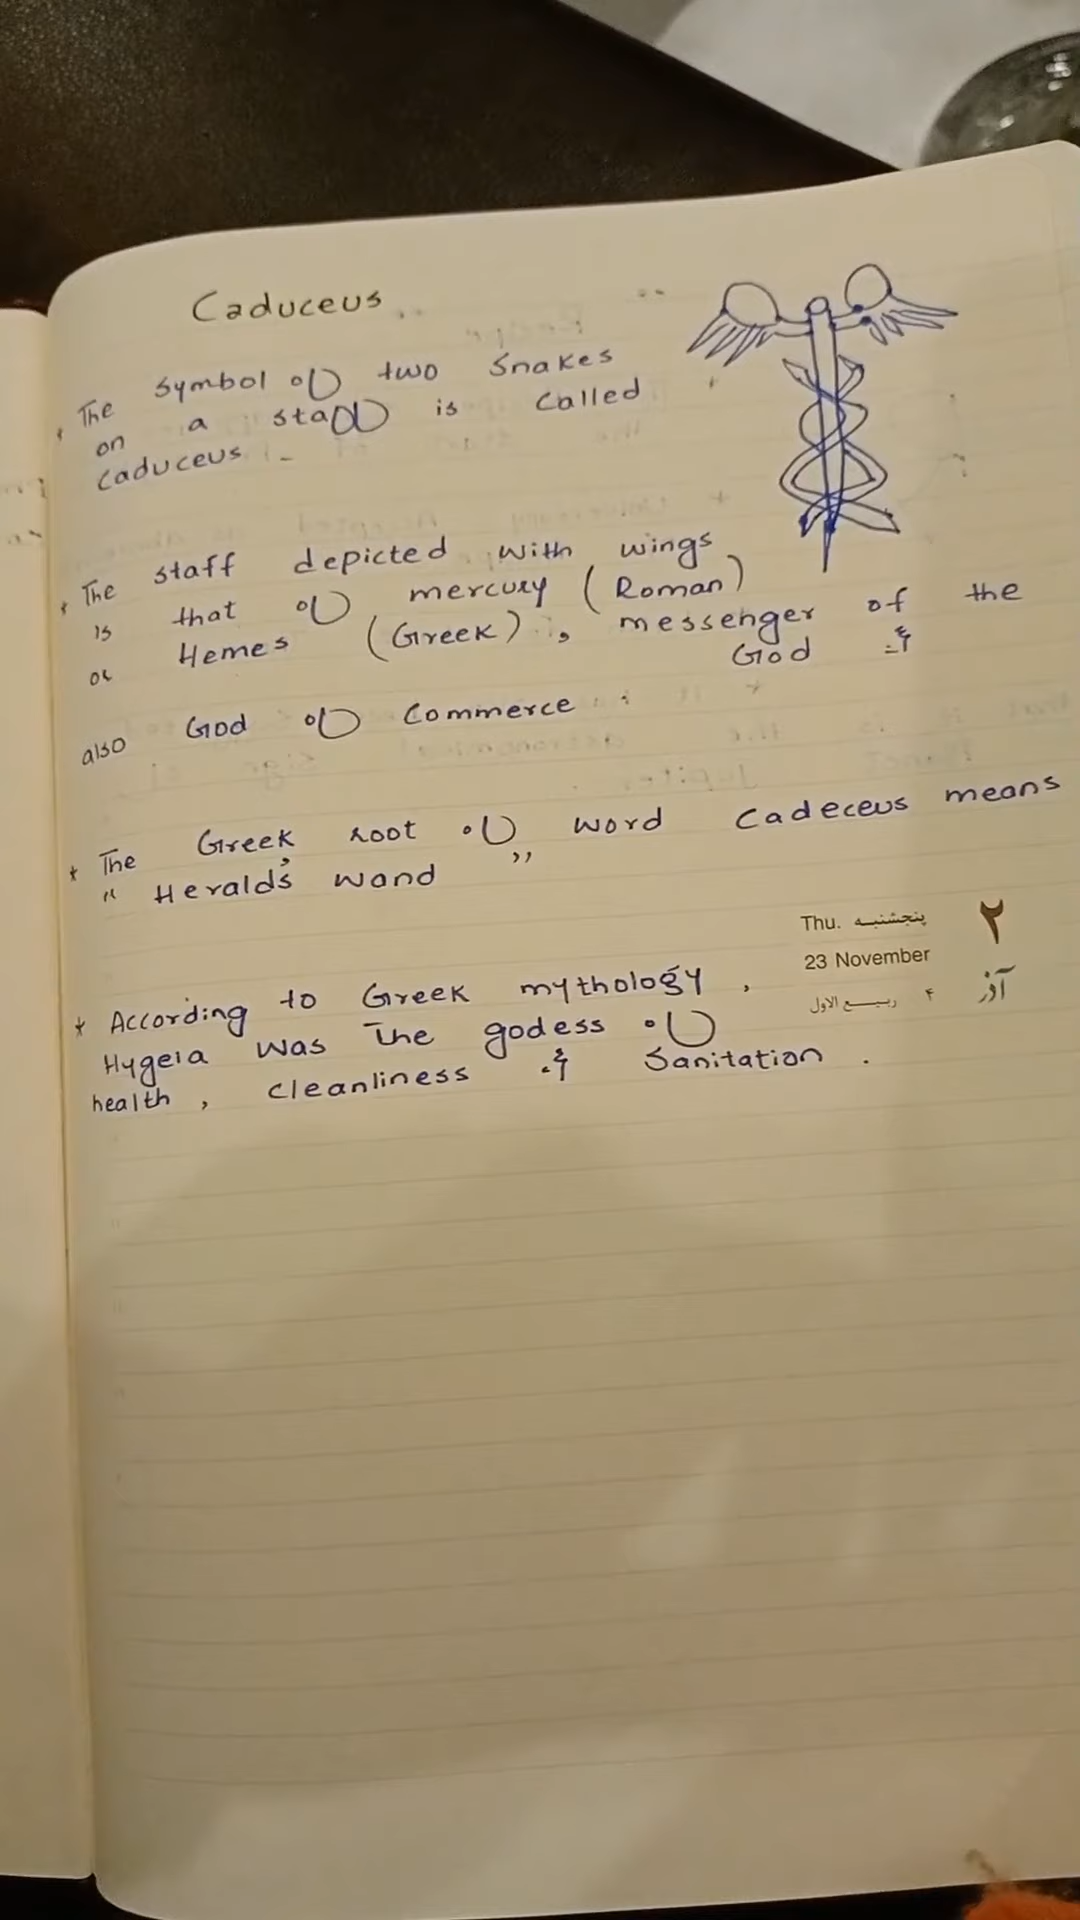 Caduceus
* The symbol of two snakes
on a staff is called
caduceus.
* The staff depicted with wings
is that of mercury (Roman)
or Hemes (Greek), messenger of the
God &
also God of Commerce.
* The Greek root of word Cadeceus means
" Herald's wand "
Thu. پنجشنبه ۲
23 November آذر
۴ ربیع الاول
* According to Greek mythology,
Hygeia was the godess of
health, cleanliness & Sanitation.